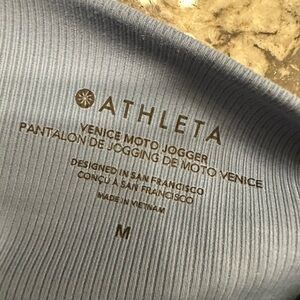 ATHLETA
VENICE MOTO JOGGER
PANTALON DE JOGGING DE MOTO VENICE
DESIGNED IN SAN FRANCISCO
CONÇU À SAN FRANCISCO
MADE IN VIETNAM
M